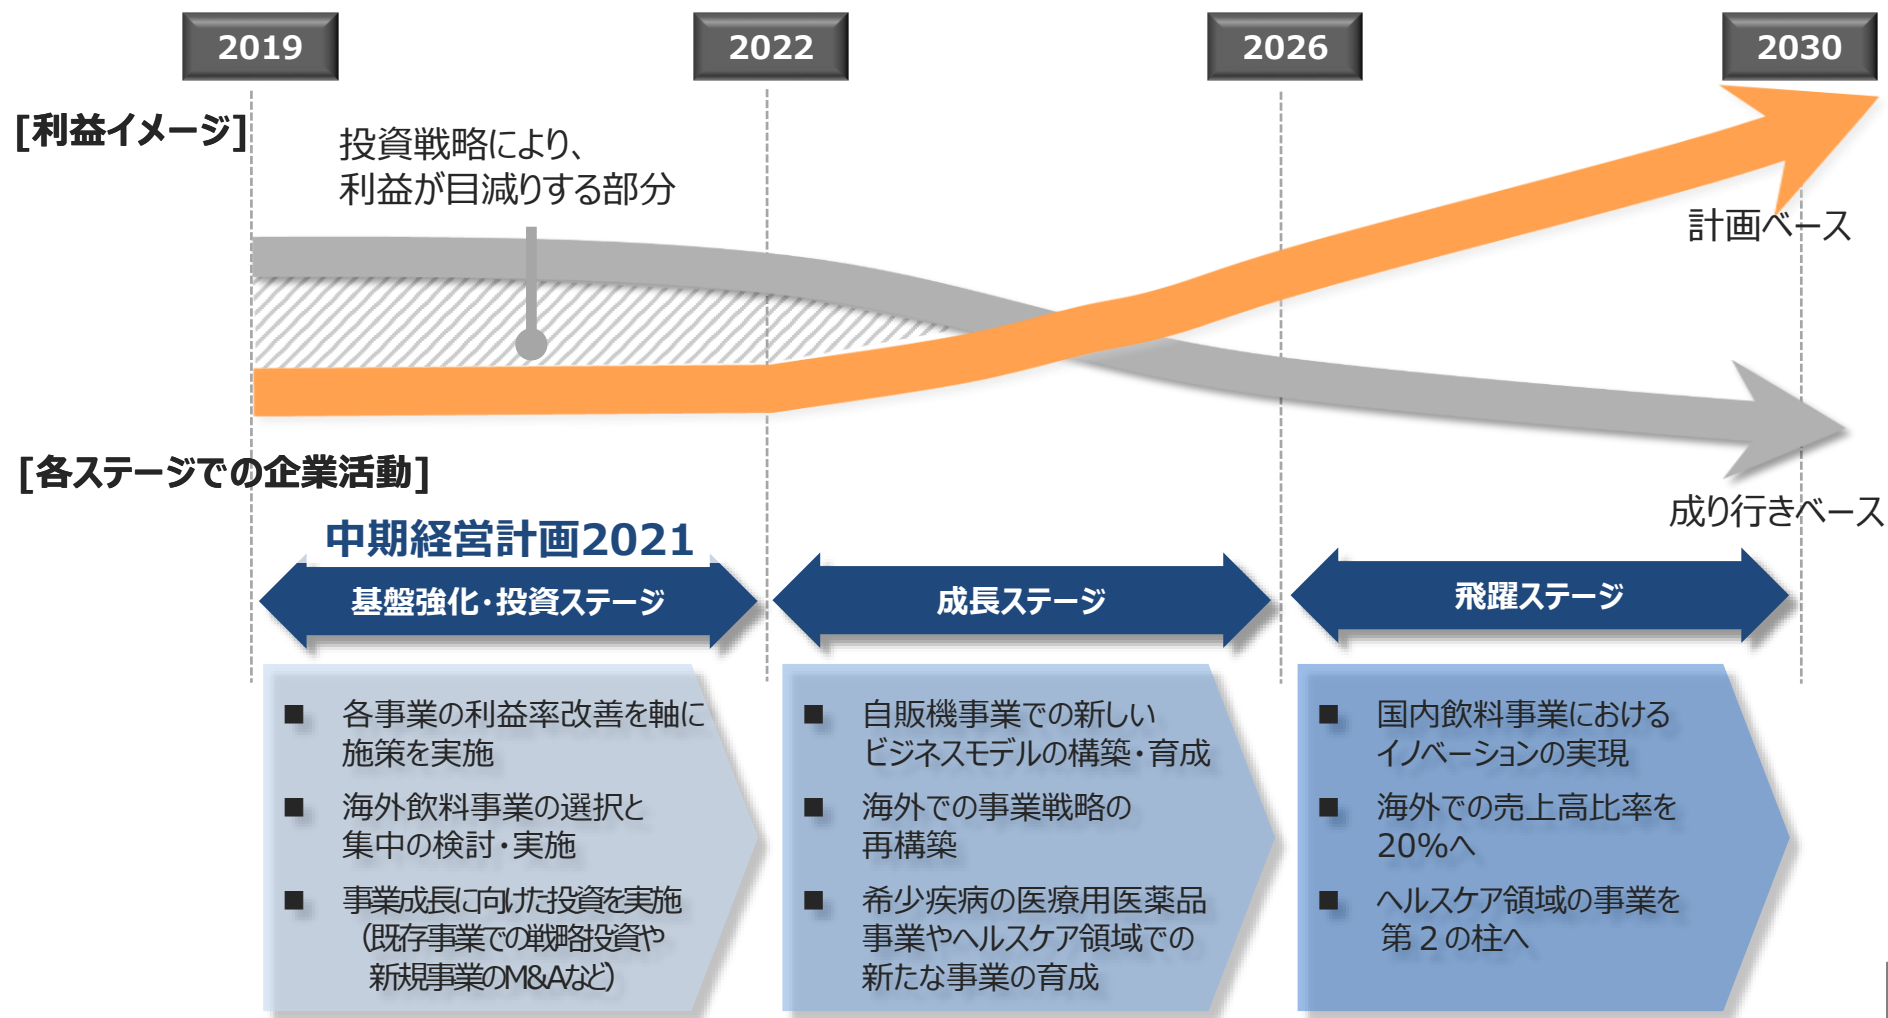 2019
2022
2026
2030
[利益イメージ]
投資戦略により、
利益が目減りする部分
計画ベース
成り行きベース
[各ステージでの企業活動]
中期経営計画2021
基盤強化・投資ステージ
成長ステージ
飛躍ステージ
■ 各事業の利益率改善を軸に
施策を実施
■ 海外飲料事業の選択と
集中の検討・実施
■ 事業成長に向けた投資を実施
（既存事業での戦略投資や
新規事業のM&Aなど）
■ 自販機事業での新しい
ビジネスモデルの構築・育成
■ 海外での事業戦略の
再構築
■ 希少疾病の医療用医薬品
事業やヘルスケア領域での
新たな事業の育成
■ 国内飲料事業における
イノベーションの実現
■ 海外での売上高比率を
20%へ
■ ヘルスケア領域の事業を
第２の柱へ